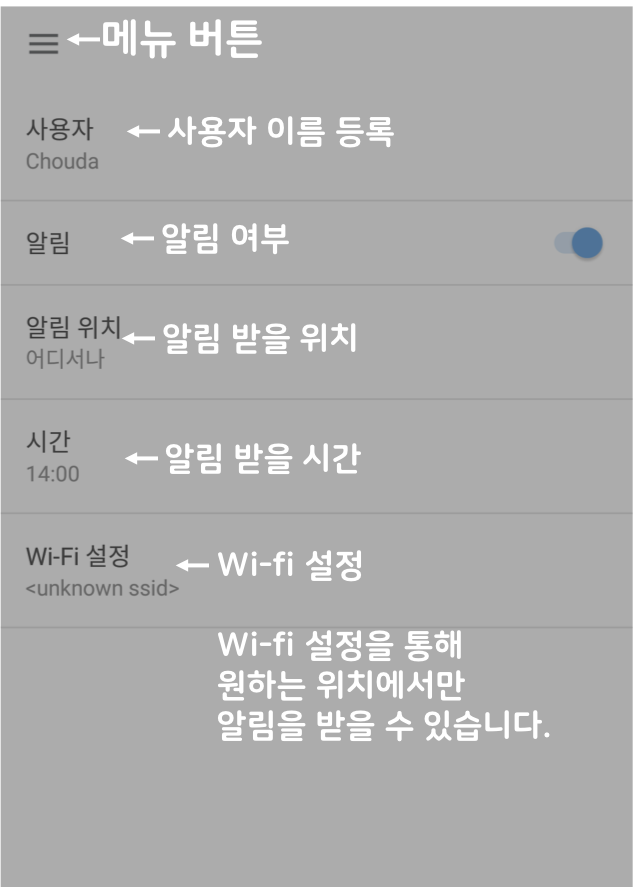 ←메뉴 버튼
사용자 ← 사용자 이름 등록
Chouda
알림 ← 알림 여부
알림 위치 ← 알림 받을 위치
어디서나
시간 ← 알림 받을 시간
14:00
Wi-Fi 설정 ← Wi-fi 설정
<unknown ssid>
Wi-fi 설정을 통해
원하는 위치에서만
알림을 받을 수 있습니다.